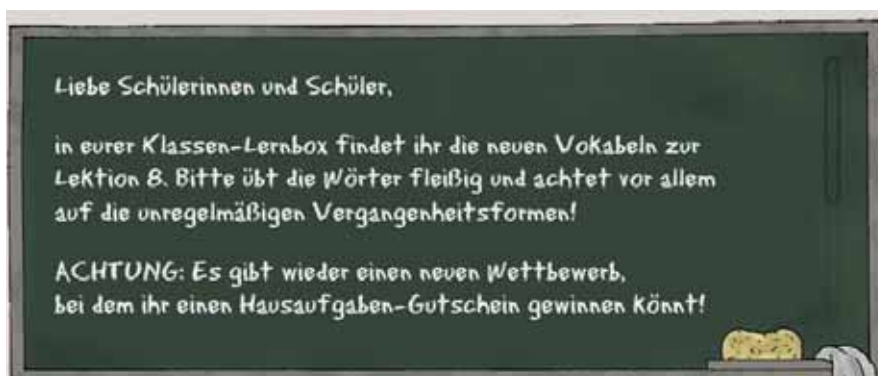 Liebe Schülerinnen und Schüler,
in eurer Klassen-Lernbox findet ihr die neuen Vokabeln zur
Lektion 8. Bitte übt die Wörter fleißig und achtet vor allem
auf die unregelmäßigen Vergangenheitsformen!
ACHTUNG: Es gibt wieder einen neuen Wettbewerb,
bei dem ihr einen Hausaufgaben-Gutschein gewinnen könnt!